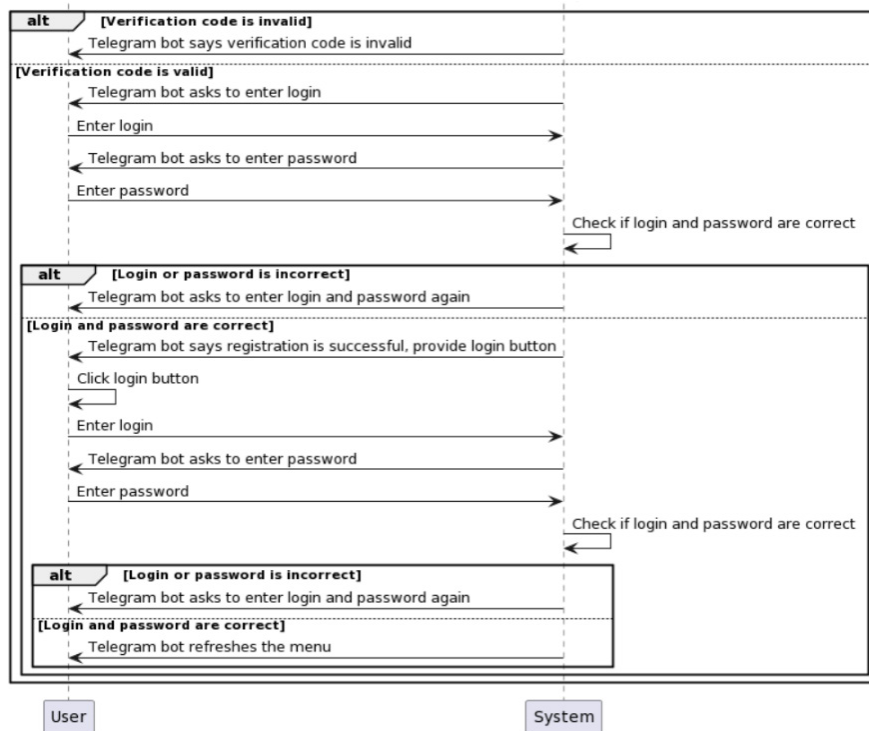 alt [Verification code is invalid]
Telegram bot says verification code is invalid
[Verification code is valid]
Telegram bot asks to enter login
Enter login
Telegram bot asks to enter password
Enter password
Check if login and password are correct
alt [Login or password is incorrect]
Telegram bot asks to enter login and password again
[Login and password are correct]
Telegram bot says registration is successful, provide login button
Click login button
Enter login
Telegram bot asks to enter password
Enter password
Check if login and password are correct
alt [Login or password is incorrect]
Telegram bot asks to enter login and password again
[Login and password are correct]
Telegram bot refreshes the menu
User System